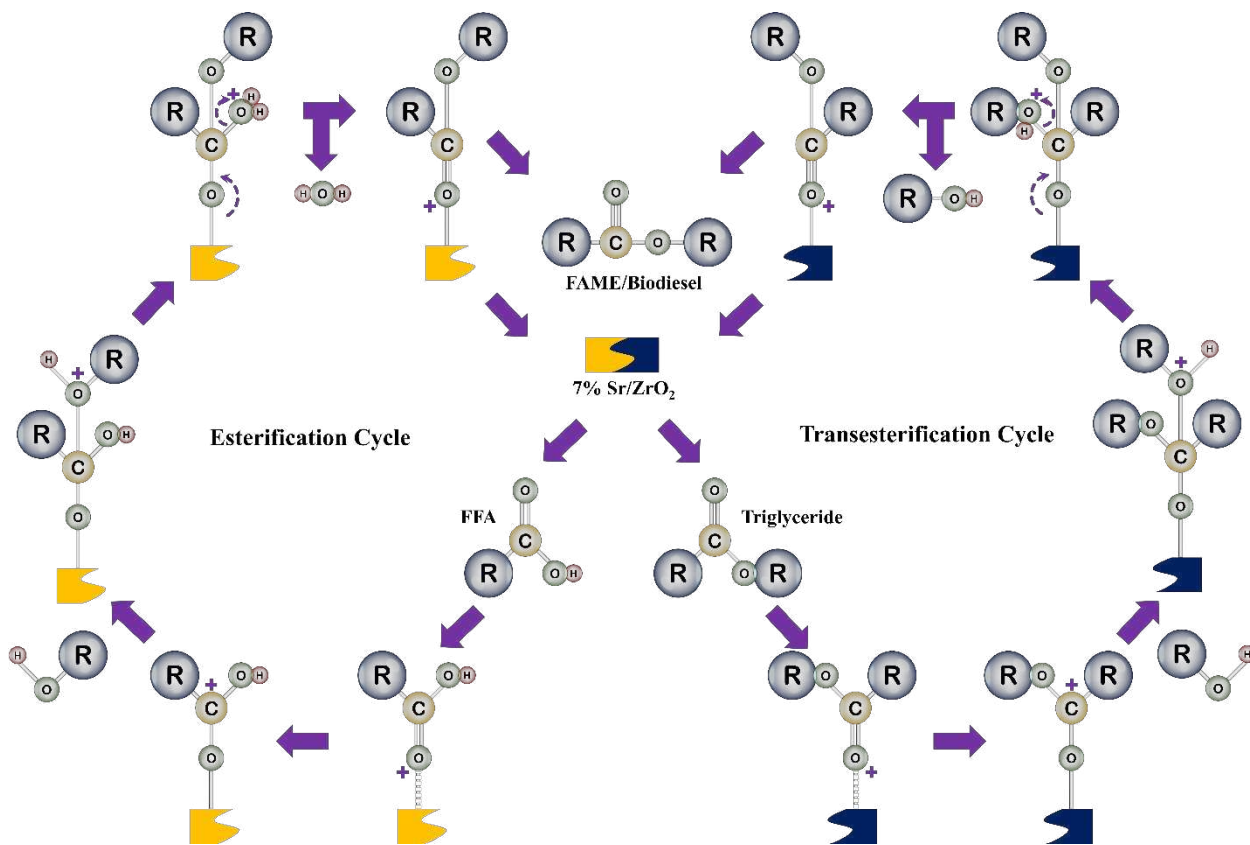 R R R R
O O O O
+ H +
R O H R R R O R
H
C C C C
O H O H O O O R O H O
+ +
R C O R
FAME/Biodiesel
H R R H
+ +
O O
7% Sr/ZrO₂
R O H R O R
Esterification Cycle Transesterification Cycle
C C
O O O O
FFA Triglyceride
C C
R O H R O R
H R R H
O O
R + O H R O H R O R R O + R
C C C C
O O O O
+ +